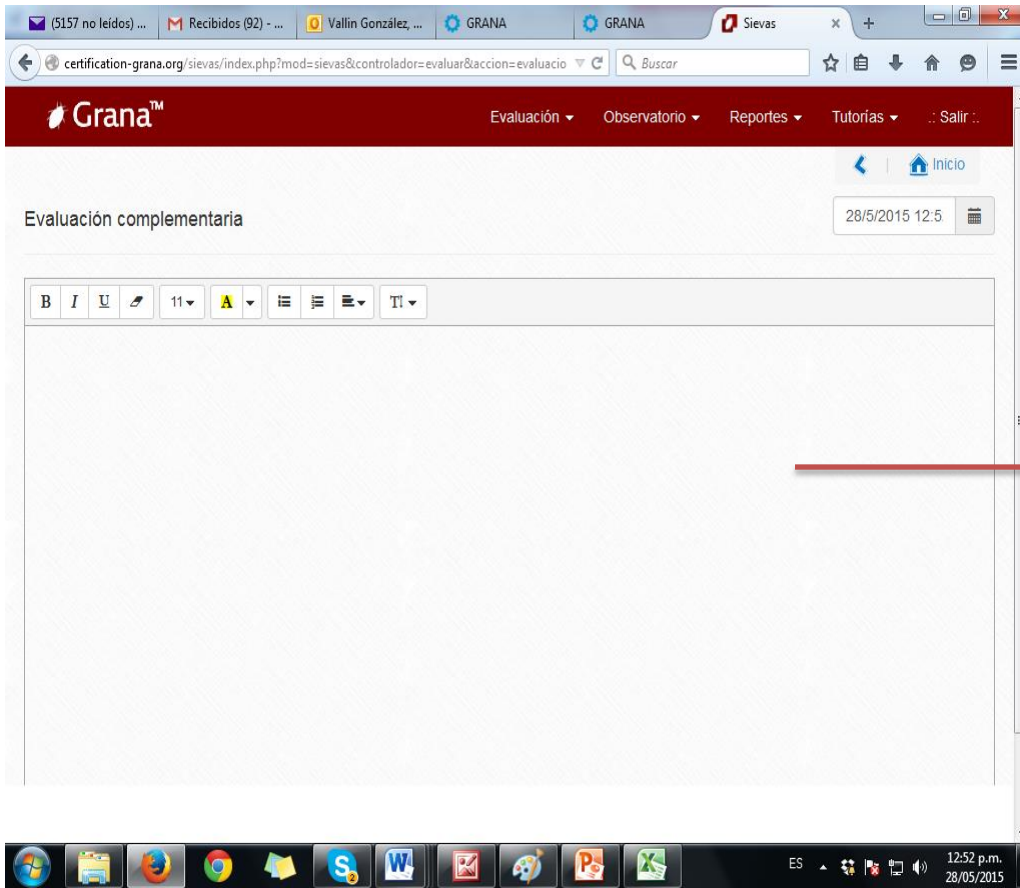 (5157 no leídos) ... Recibidos (92) - ... Vallin González, ... GRANA GRANA Sievas
certification-grana.org/sievas/index.php?mod=sievas&controlador=evaluar&accion=evaluacio Buscar
Grana™ Evaluación Observatorio Reportes Tutorías .: Salir :.
Inicio
Evaluación complementaria 28/5/2015 12:5
B I U 11 A TI
ES 12:52 p.m.
28/05/2015